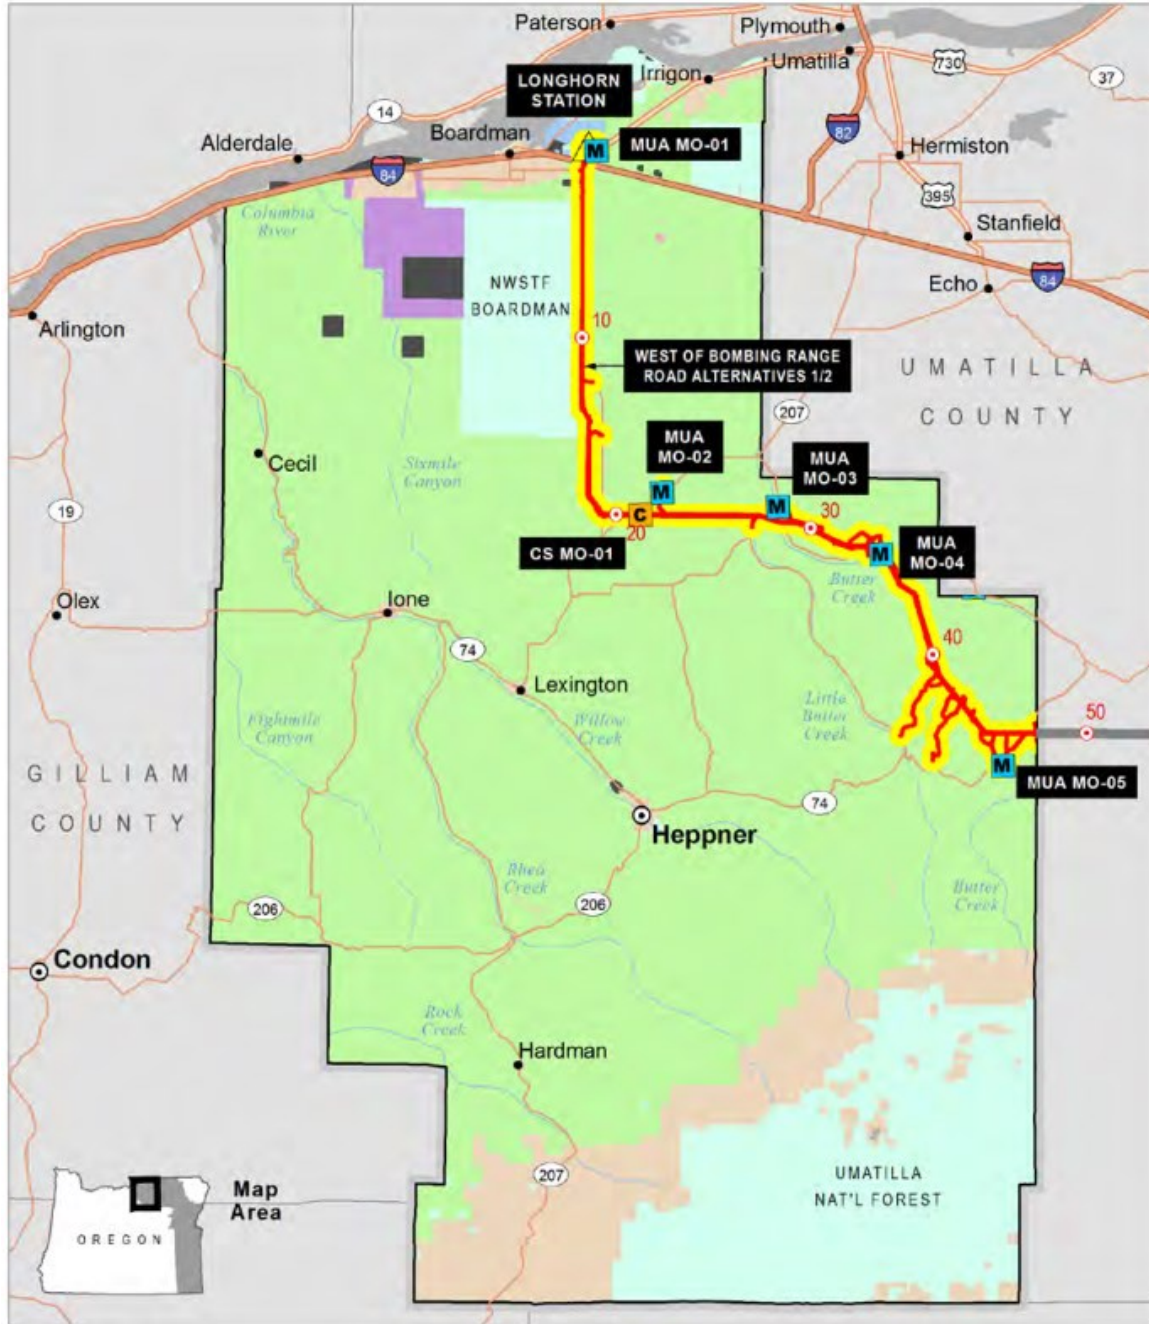 Paterson
Plymouth
Umatilla
730
LONGHORN
STATION
Irrigon
37
14
Boardman
82
Alderdale
MUA MO-01
Hermiston
84
395
Columbia
River
Stanfield
NWSTF
BOARDMAN
Echo
84
Arlington
10
WEST OF BOMBING RANGE
ROAD ALTERNATIVES 1/2
UMATILLA
COUNTY
207
MUA
MO-02
MUA
MO-03
Cecil
Sixmile
Canyon
M
M
30
19
C
20
CS MO-01
M
MUA
MO-04
Butter
Creek
Olex
Ione
74
40
Lexington
Little
Butter
Creek
Eightmile
Canyon
Willow
Creek
50
M
GILLIAM
COUNTY
MUA MO-05
74
Heppner
Rhea
Creek
Butter
Creek
206
206
Condon
Rock
Creek
Hardman
207
UMATILLA
NAT'L FOREST
Map
Area
OREGON
M